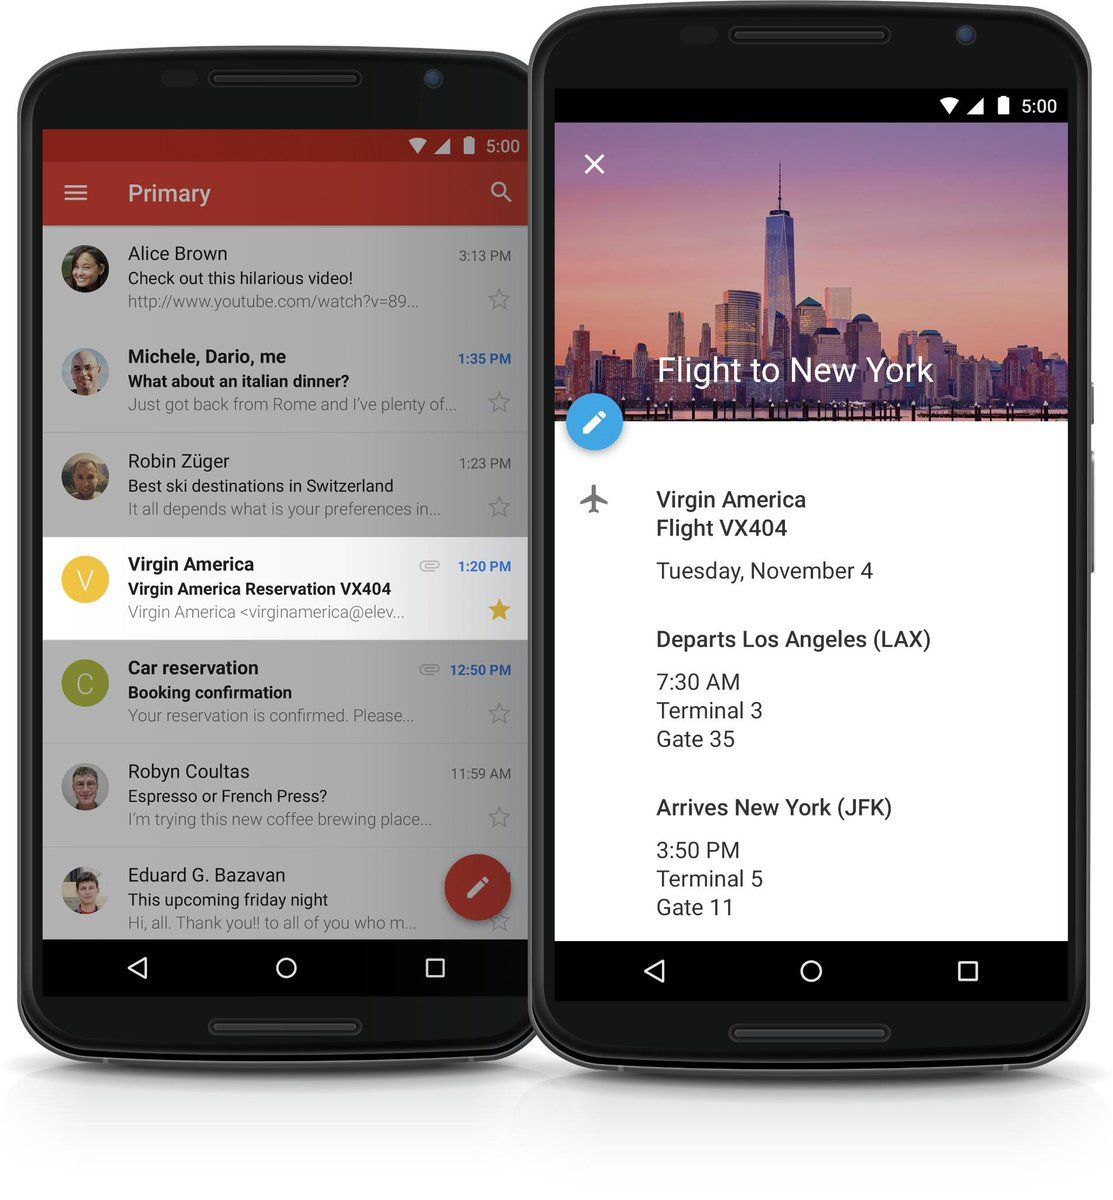 5:00
Primary
Alice Brown
3:13 PM
Check out this hilarious video!
http://www.youtube.com/watch?v=89...
Michele, Dario, me
1:35 PM
What about an italian dinner?
Just got back from Rome and I've plenty of...
Robin Züger
1:23 PM
Best ski destinations in Switzerland
It all depends what is your preferences in...
V
Virgin America
1:20 PM
Virgin America Reservation VX404
Virgin America <virginamerica@elev...
C
Car reservation
12:50 PM
Booking confirmation
Your reservation is confirmed. Please...
Robyn Coultas
11:59 AM
Espresso or French Press?
I'm trying this new coffee brewing place...
Eduard G. Bazavan
This upcoming friday night
Hi, all. Thank you!! to all of you who m...
5:00
Flight to New York
Virgin America
Flight VX404
Tuesday, November 4
Departs Los Angeles (LAX)
7:30 AM
Terminal 3
Gate 35
Arrives New York (JFK)
3:50 PM
Terminal 5
Gate 11